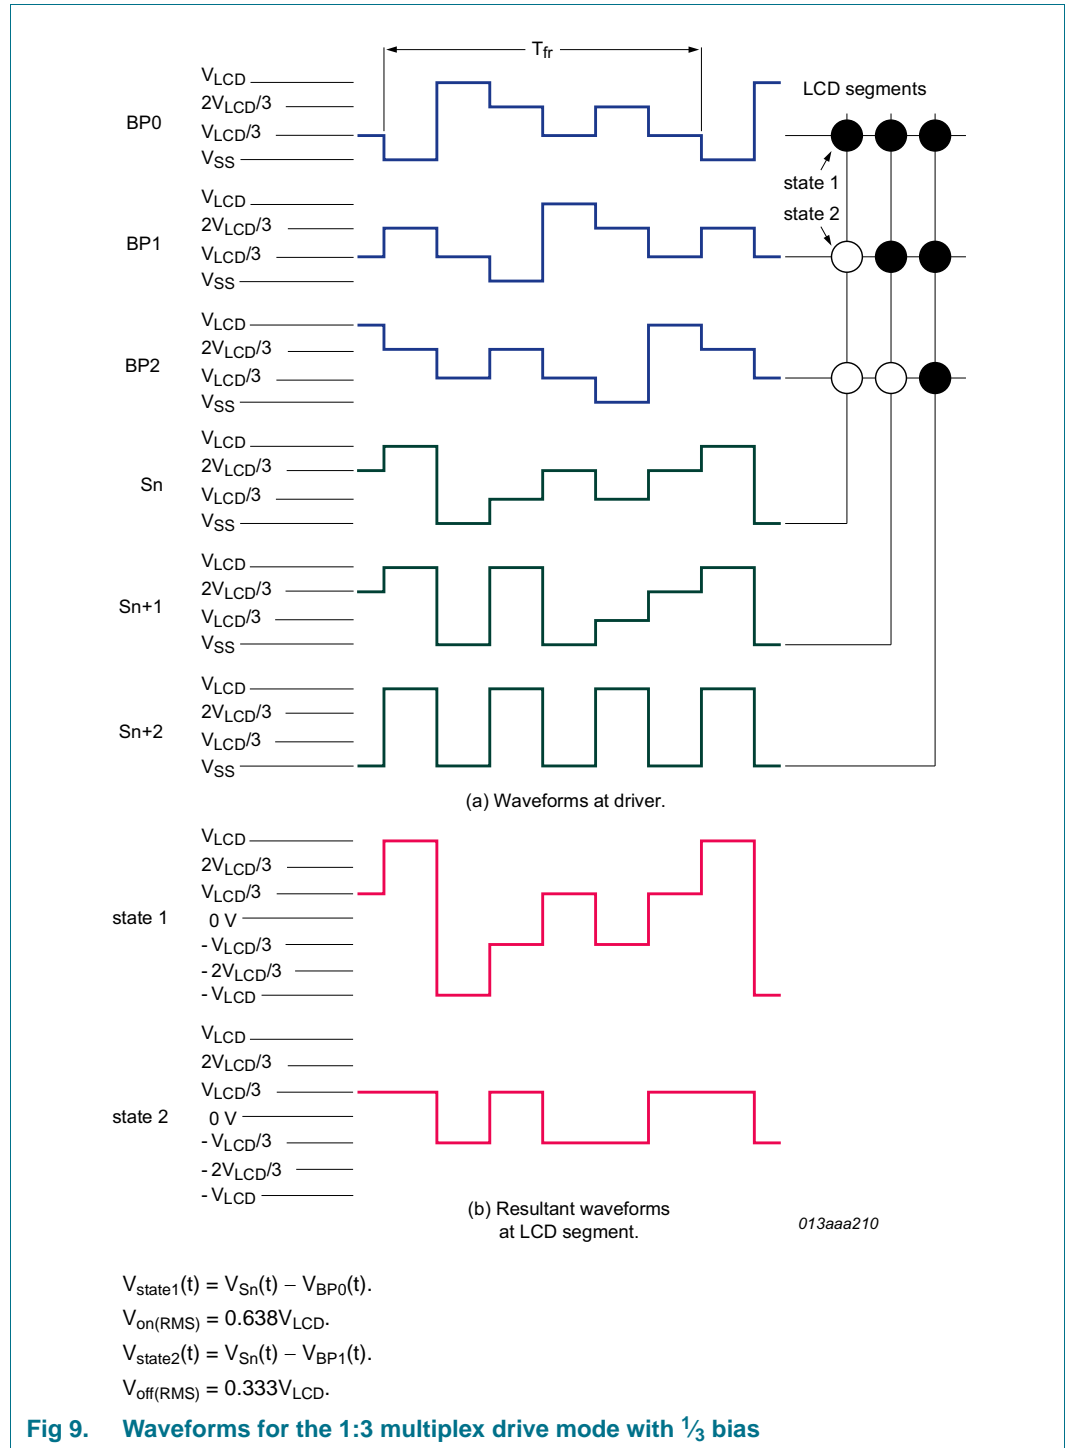 Tfr
VLCD
2VLCD/3
BP0
VLCD/3
VSS
LCD segments
state 1
VLCD
2VLCD/3
BP1
VLCD/3
VSS
state 2
VLCD
2VLCD/3
BP2
VLCD/3
VSS
VLCD
2VLCD/3
Sn
VLCD/3
VSS
VLCD
2VLCD/3
Sn+1
VLCD/3
VSS
VLCD
2VLCD/3
Sn+2
VLCD/3
VSS
(a) Waveforms at driver.
VLCD
2VLCD/3
VLCD/3
state 1
0 V
- VLCD/3
- 2VLCD/3
- VLCD
VLCD
2VLCD/3
VLCD/3
state 2
0 V
- VLCD/3
- 2VLCD/3
- VLCD
(b) Resultant waveforms
at LCD segment.
013aaa210
Vstate1(t) = VSn(t) − VBP0(t).
Von(RMS) = 0.638VLCD.
Vstate2(t) = VSn(t) − VBP1(t).
Voff(RMS) = 0.333VLCD.
Fig 9. Waveforms for the 1:3 multiplex drive mode with 1⁄3 bias